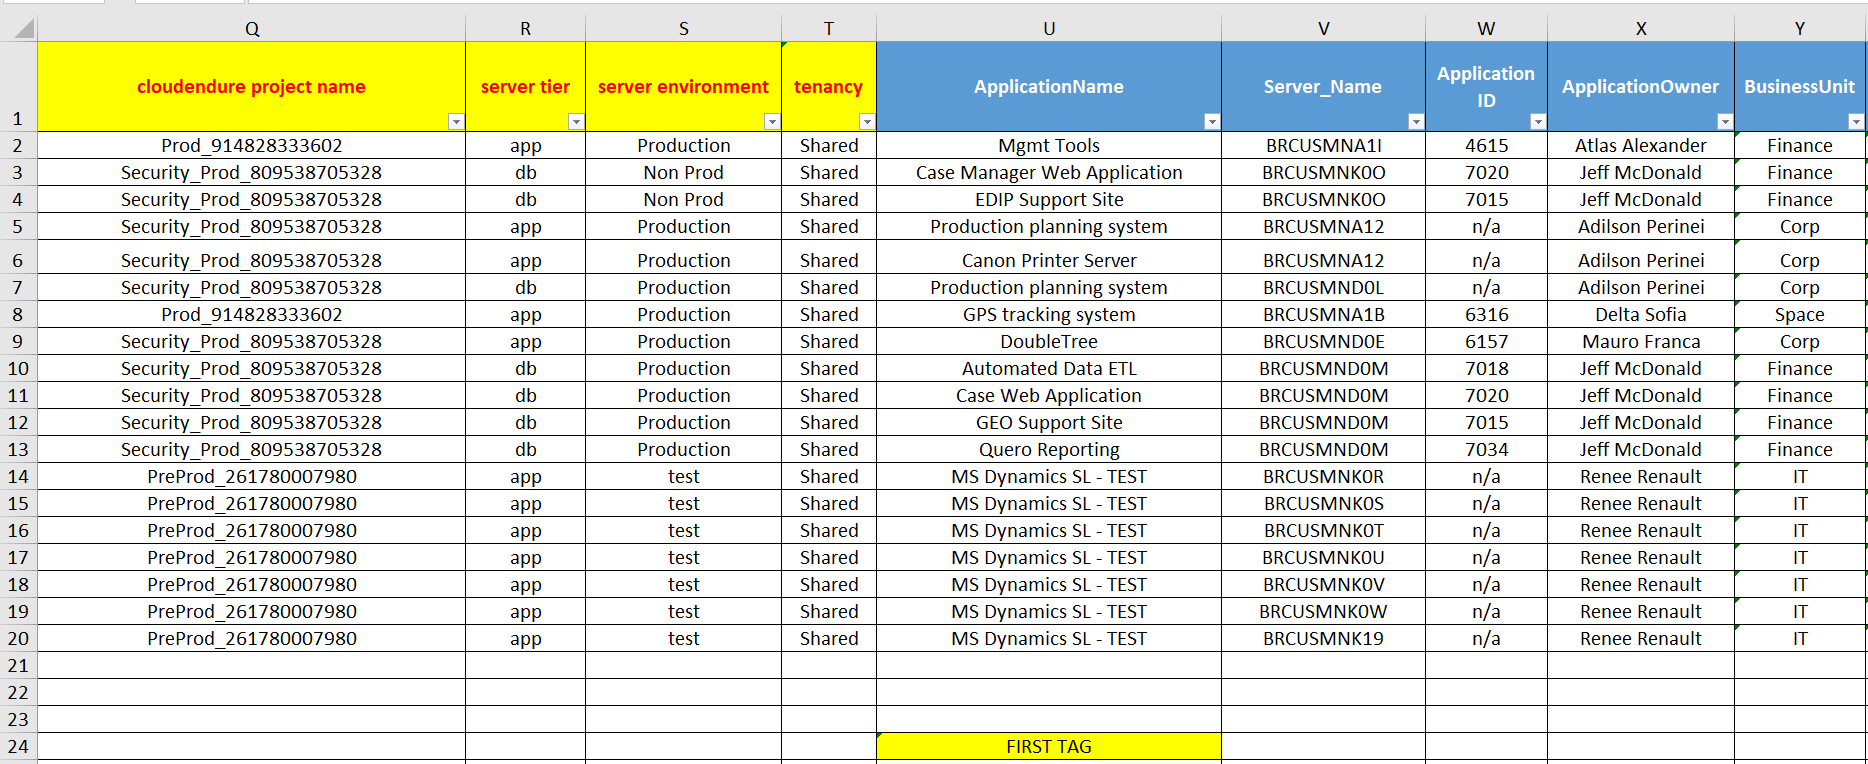 Q R S T U V W X Y
1 cloudendure project name server tier server environment tenancy ApplicationName Server_Name Application ID ApplicationOwner BusinessUnit
2 Prod_914828333602 app Production Shared Mgmt Tools BRCUSMNA1I 4615 Atlas Alexander Finance
3 Security_Prod_809538705328 db Non Prod Shared Case Manager Web Application BRCUSMNK0O 7020 Jeff McDonald Finance
4 Security_Prod_809538705328 db Non Prod Shared EDIP Support Site BRCUSMNK0O 7015 Jeff McDonald Finance
5 Security_Prod_809538705328 app Production Shared Production planning system BRCUSMNA12 n/a Adilson Perinei Corp
6 Security_Prod_809538705328 app Production Shared Canon Printer Server BRCUSMNA12 n/a Adilson Perinei Corp
7 Security_Prod_809538705328 db Production Shared Production planning system BRCUSMND0L n/a Adilson Perinei Corp
8 Prod_914828333602 app Production Shared GPS tracking system BRCUSMNA1B 6316 Delta Sofia Space
9 Security_Prod_809538705328 app Production Shared DoubleTree BRCUSMND0E 6157 Mauro Franca Corp
10 Security_Prod_809538705328 db Production Shared Automated Data ETL BRCUSMND0M 7018 Jeff McDonald Finance
11 Security_Prod_809538705328 db Production Shared Case Web Application BRCUSMND0M 7020 Jeff McDonald Finance
12 Security_Prod_809538705328 db Production Shared GEO Support Site BRCUSMND0M 7015 Jeff McDonald Finance
13 Security_Prod_809538705328 db Production Shared Quero Reporting BRCUSMND0M 7034 Jeff McDonald Finance
14 PreProd_261780007980 app test Shared MS Dynamics SL - TEST BRCUSMNK0R n/a Renee Renault IT
15 PreProd_261780007980 app test Shared MS Dynamics SL - TEST BRCUSMNK0S n/a Renee Renault IT
16 PreProd_261780007980 app test Shared MS Dynamics SL - TEST BRCUSMNK0T n/a Renee Renault IT
17 PreProd_261780007980 app test Shared MS Dynamics SL - TEST BRCUSMNK0U n/a Renee Renault IT
18 PreProd_261780007980 app test Shared MS Dynamics SL - TEST BRCUSMNK0V n/a Renee Renault IT
19 PreProd_261780007980 app test Shared MS Dynamics SL - TEST BRCUSMNK0W n/a Renee Renault IT
20 PreProd_261780007980 app test Shared MS Dynamics SL - TEST BRCUSMNK19 n/a Renee Renault IT
21
22
23
24 FIRST TAG